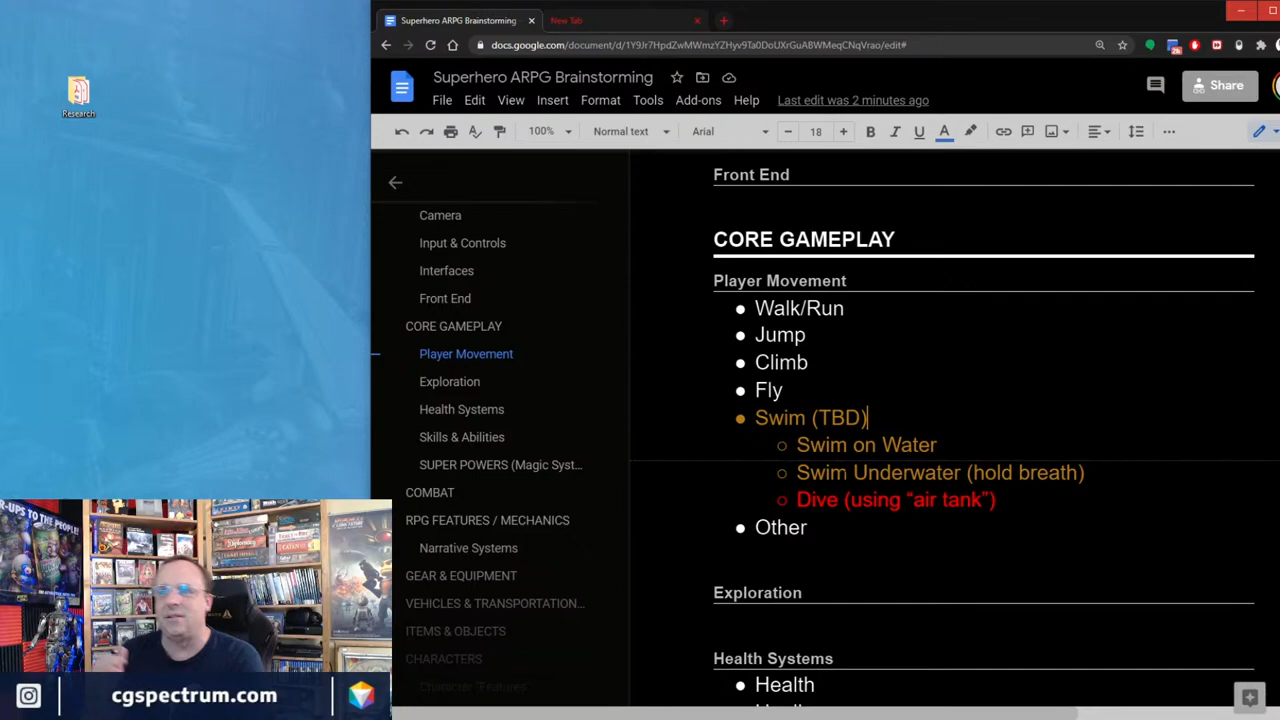 Superhero ARPG Brainstorming
New Tab
docs.google.com/document/d/1Y9Jr7HpdZwMWmzYZHyv9Ta0DoUXrGuABWMeqCNqVrao/edit#
Superhero ARPG Brainstorming
Share
File Edit View Insert Format Tools Add-ons Help Last edit was 2 minutes ago
100% Normal text Arial 18 B I U A
Research
Camera
Input & Controls
Interfaces
Front End
CORE GAMEPLAY
Player Movement
Exploration
Health Systems
Skills & Abilities
SUPER POWERS (Magic Syst...
COMBAT
RPG FEATURES / MECHANICS
Narrative Systems
GEAR & EQUIPMENT
VEHICLES & TRANSPORTATION...
ITEMS & OBJECTS
CHARACTERS
Character "Features"
Front End
CORE GAMEPLAY
Player Movement
● Walk/Run
● Jump
● Climb
● Fly
● Swim (TBD)
○ Swim on Water
○ Swim Underwater (hold breath)
○ Dive (using “air tank”)
● Other
Exploration
Health Systems
● Health
cgspectrum.com